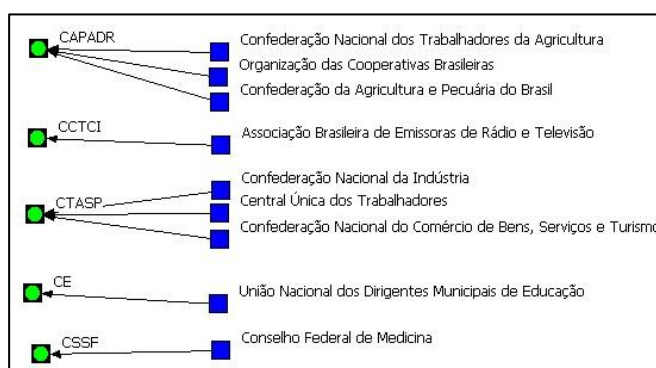 CAPADR
Confederação Nacional dos Trabalhadores da Agricultura
Organização das Cooperativas Brasileiras
Confederação da Agricultura e Pecuária do Brasil
CCTCI
Associação Brasileira de Emissoras de Rádio e Televisão
Confederação Nacional da Indústria
CTASP
Central Única dos Trabalhadores
Confederação Nacional do Comércio de Bens, Serviços e Turismo
CE
União Nacional dos Dirigentes Municipais de Educação
CSSF
Conselho Federal de Medicina